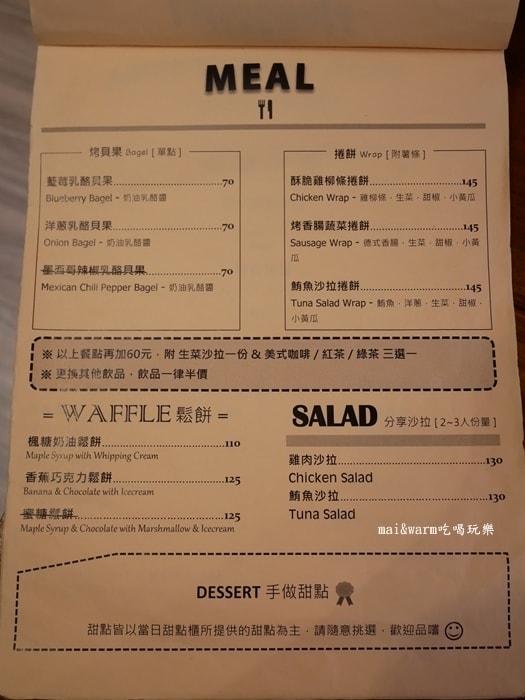 MEAL
烤貝果 Bagel [ 單點 ]
藍莓乳酪貝果 70
Blueberry Bagel - 奶油乳酪醬
洋蔥乳酪貝果 70
Onion Bagel - 奶油乳酪醬
墨西哥辣椒乳酪貝果 70
Mexican Chili Pepper Bagel - 奶油乳酪醬
捲餅 Wrap [ 附薯條 ]
酥脆雞柳條捲餅 145
Chicken Wrap - 雞柳條 . 生菜 . 甜椒 . 小黃瓜
烤香腸蔬菜捲餅 145
Sausage Wrap - 德式香腸 . 生菜 . 甜椒 . 小黃
瓜
鮪魚沙拉捲餅 145
Tuna Salad Wrap - 鮪魚 . 洋蔥 . 生菜 . 甜椒 .
小黃瓜
※ 以上餐點再加60元，附 生菜沙拉一份 & 美式咖啡 / 紅茶 / 綠茶 三選一
※ 更換其他飲品，飲品一律半價
= WAFFLE 鬆餅 =
楓糖奶油鬆餅 110
Maple Syrup with Whipping Cream
香蕉巧克力鬆餅 125
Banana & Chocolate with Icecream
蜜糖鬆餅 125
Maple Syrup & Chocolate with Marshmallow & Icecream
SALAD 分享沙拉 [ 2~3人份量 ]
雞肉沙拉 130
Chicken Salad
鮪魚沙拉 130
Tuna Salad
mai&warm吃喝玩樂
DESSERT 手做甜點
甜點皆以當日甜點櫃所提供的甜點為主，請隨意挑選，歡迎品嚐